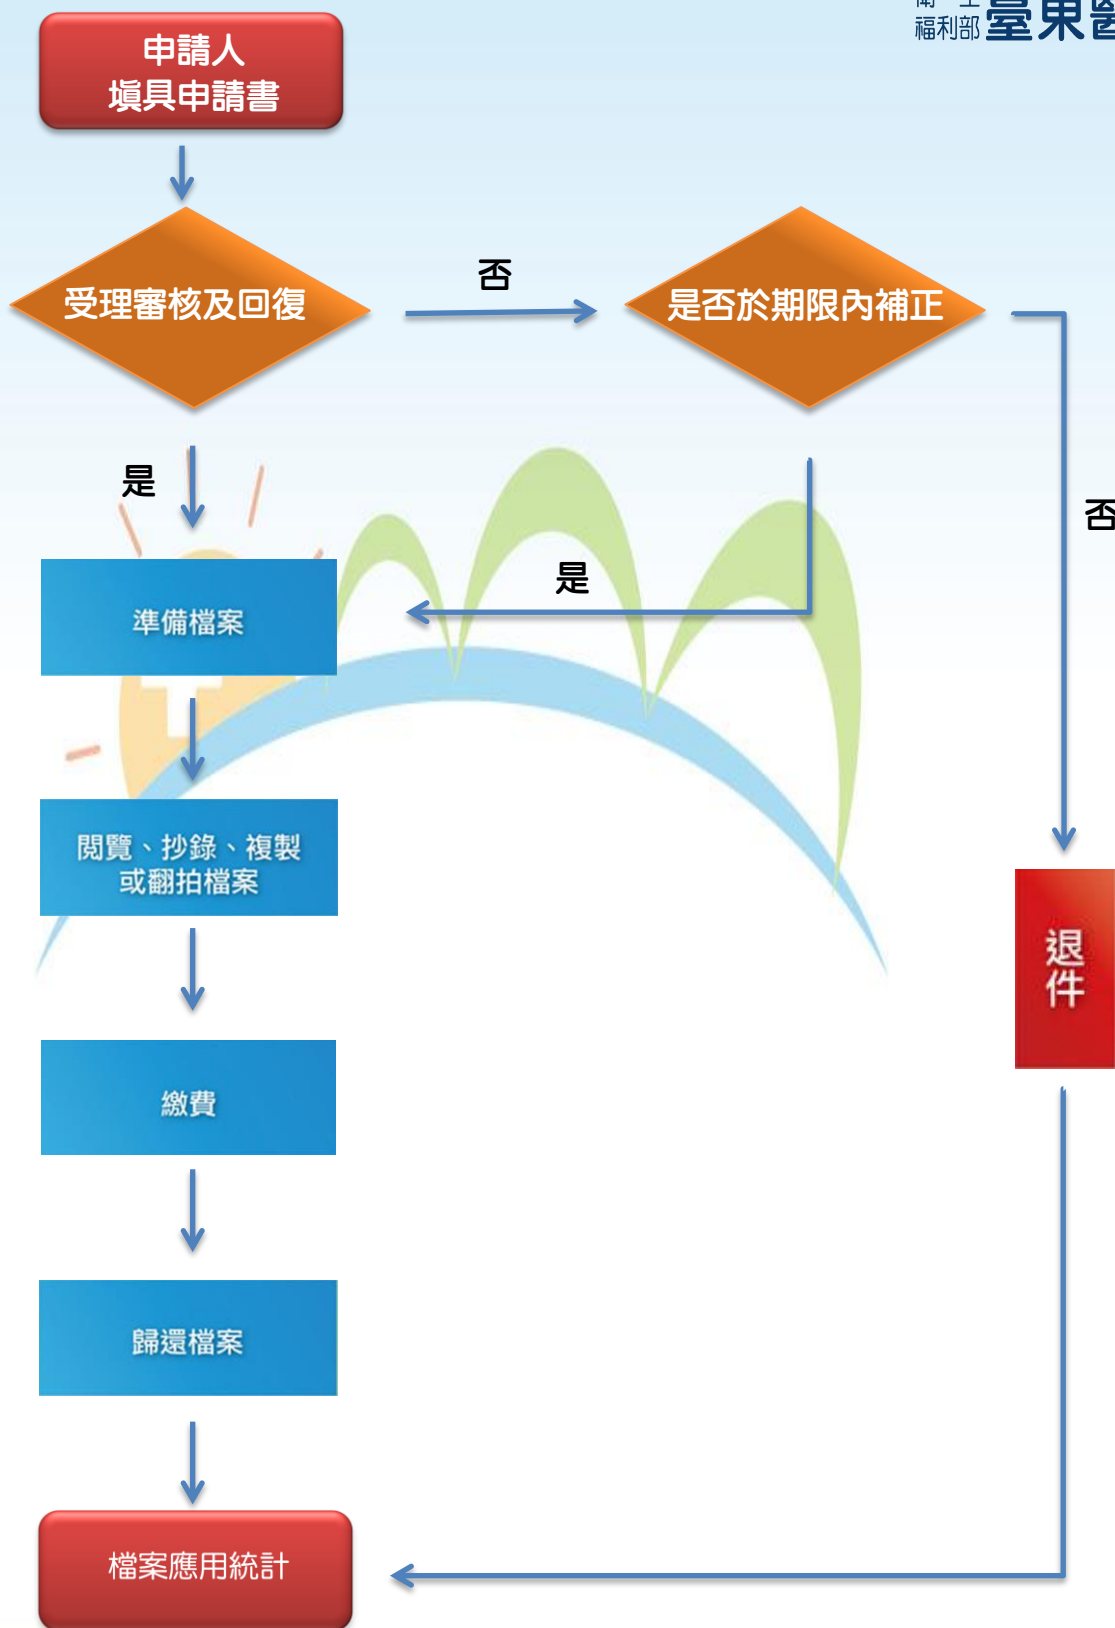 福利部 臺東醫
申請人
填具申請書
受理審核及回復
否
是否於期限內補正
是
否
是
準備檔案
閱覽、抄錄、複製
或翻拍檔案
退件
繳費
歸還檔案
檔案應用統計